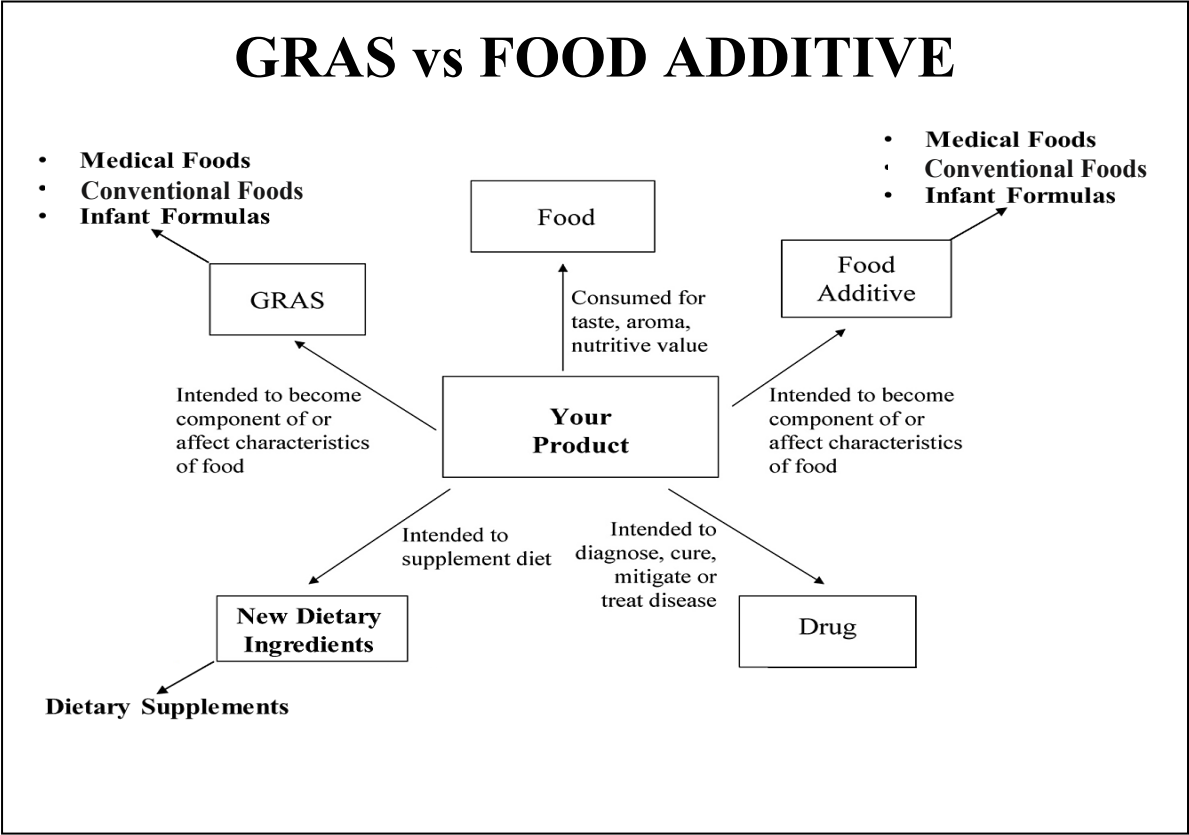 GRAS vs FOOD ADDITIVE
• Medical Foods
• Conventional Foods
• Infant Formulas
• Medical Foods
• Conventional Foods
• Infant Formulas
Food
GRAS
Food
Additive
Consumed for
taste, aroma,
nutritive value
Intended to become
component of or
affect characteristics
of food
Your
Product
Intended to become
component of or
affect characteristics
of food
Intended to
supplement diet
Intended to
diagnose, cure,
mitigate or
treat disease
New Dietary
Ingredients
Drug
Dietary Supplements